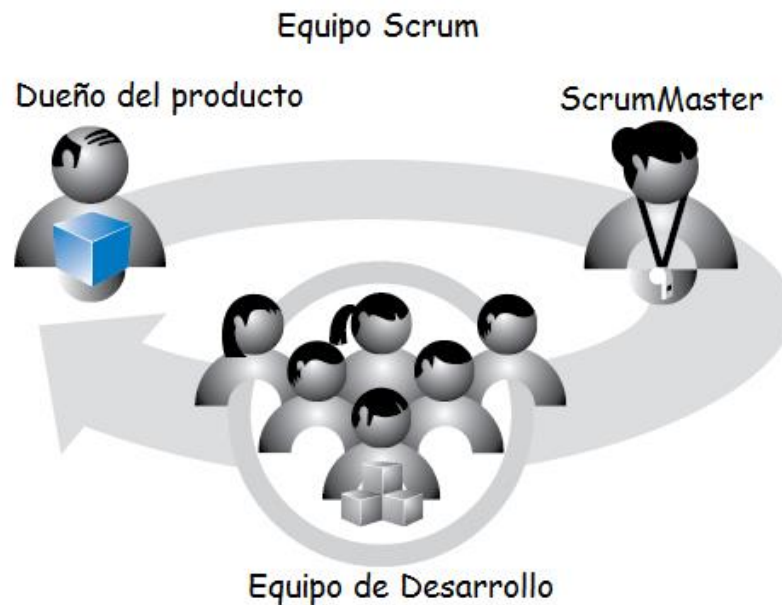 Equipo Scrum
Dueño del producto
ScrumMaster
Equipo de Desarrollo